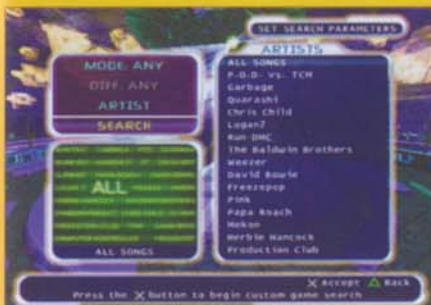 SET SEARCH PARAMETERS
MODE: ANY
DIFF: ANY
ARTIST
SEARCH
ALL
ALL SONGS
ARTISTS
ALL SONGS
P.O.D. Vs. TCM
Garbage
Quarashi
Chris Child
Logan7
Run DMC
The Baldwin Brothers
Weezer
David Bowie
Freezepop
Pink
Papa Roach
Mekon
Herbie Hancock
Production Club
X Accept △ Back
Press the X button to begin custom game search